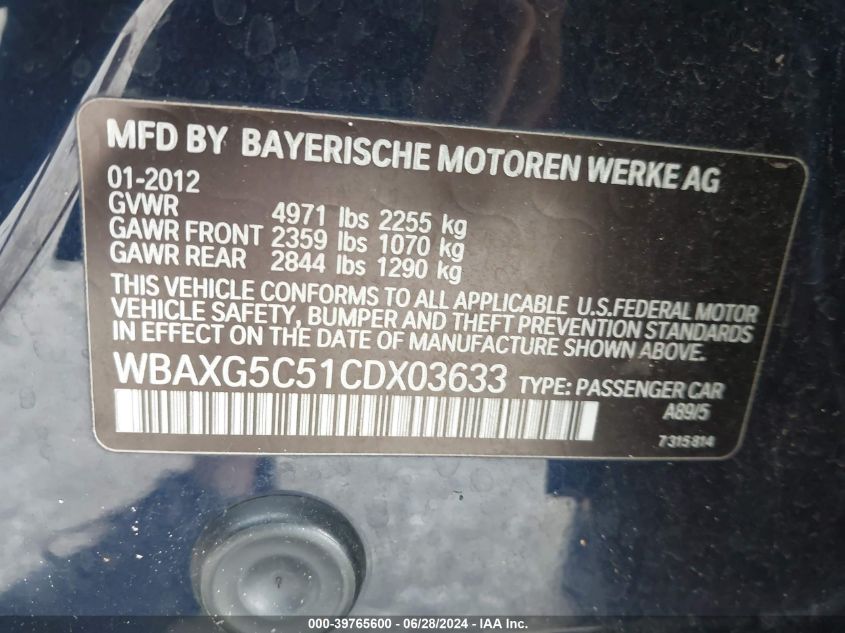 MFD BY BAYERISCHE MOTOREN WERKE AG
01-2012
GVWR 4971 lbs 2255 kg
GAWR FRONT 2359 lbs 1070 kg
GAWR REAR 2844 lbs 1290 kg
THIS VEHICLE CONFORMS TO ALL APPLICABLE U.S.FEDERAL MOTOR
VEHICLE SAFETY, BUMPER AND THEFT PREVENTION STANDARDS
IN EFFECT ON THE DATE OF MANUFACTURE SHOWN ABOVE.
WBAXG5C51CDX03633 TYPE: PASSENGER CAR
A89/5
7 315 814
000-39765600 - 06/28/2024 - IAA Inc.